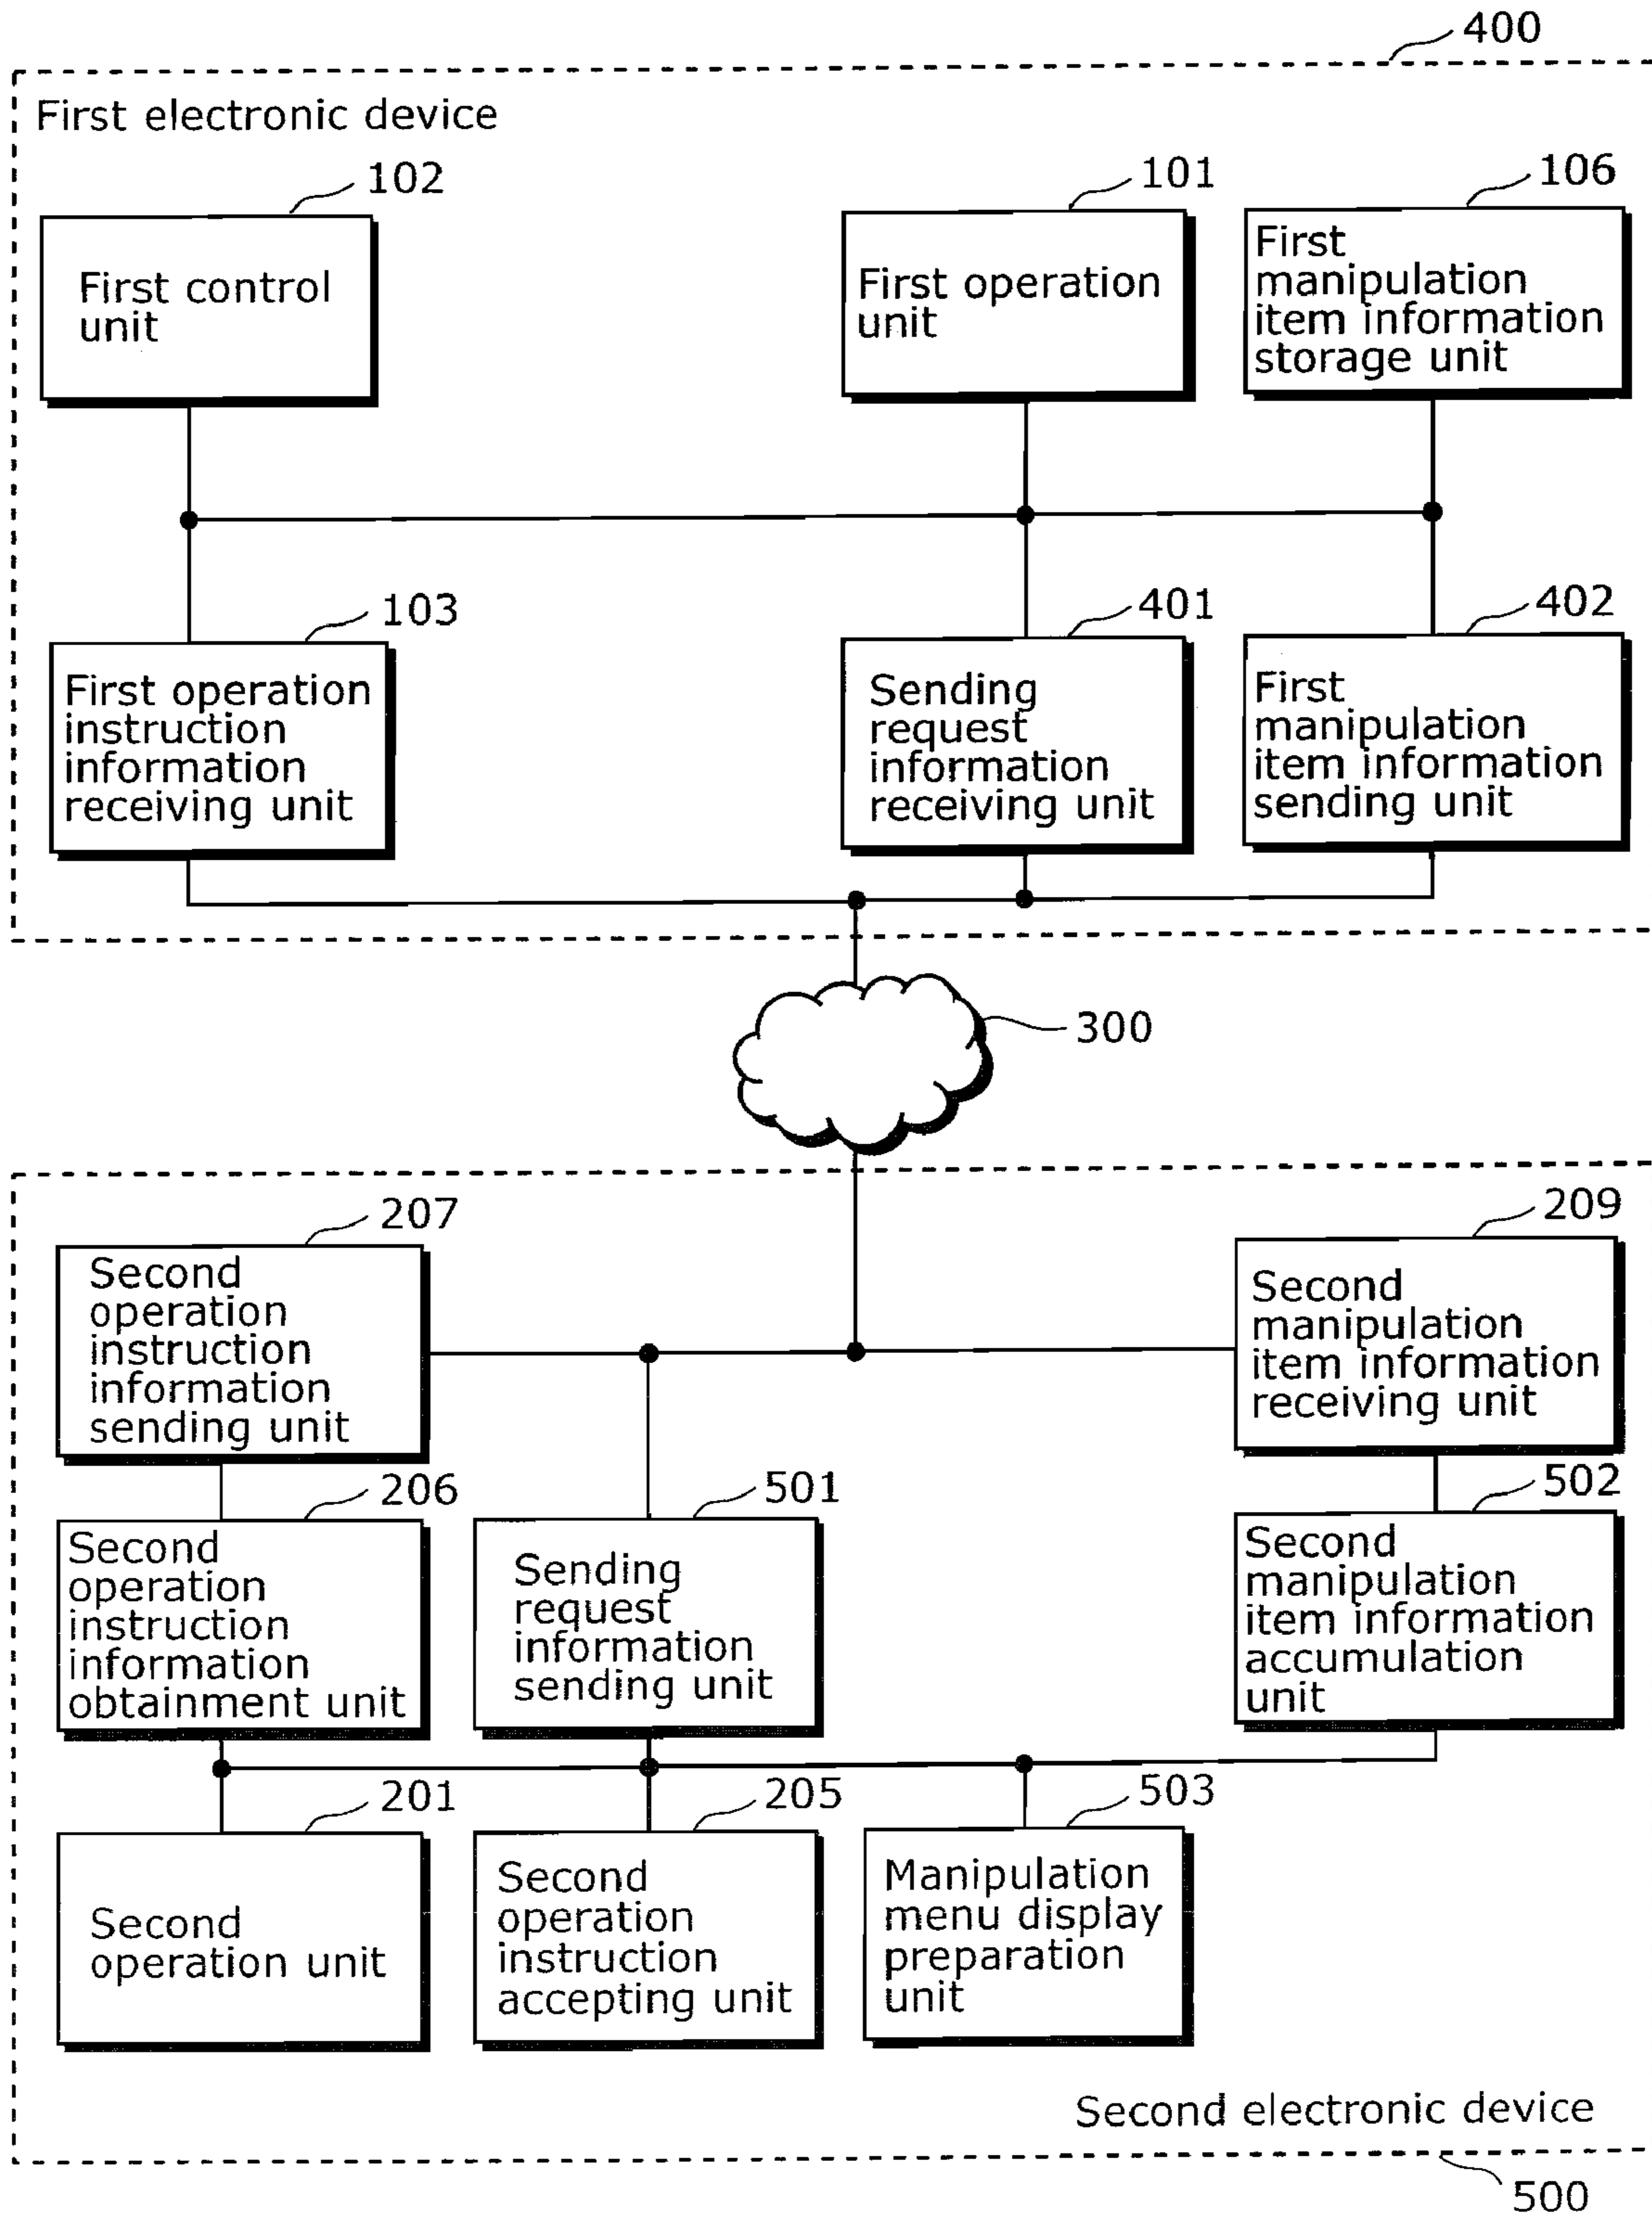 400
First electronic device
102
First control
unit
101
First operation
unit
106
First
manipulation
item information
storage unit
103
First operation
instruction
information
receiving unit
401
Sending
request
information
receiving unit
402
First
manipulation
item information
sending unit
300
207
Second
operation
instruction
information
sending unit
209
Second
manipulation
item information
receiving unit
206
Second
operation
instruction
information
obtainment unit
501
Sending
request
information
sending unit
502
Second
manipulation
item information
accumulation
unit
201
Second
operation unit
205
Second
operation
instruction
accepting unit
503
Manipulation
menu display
preparation
unit
Second electronic device
500